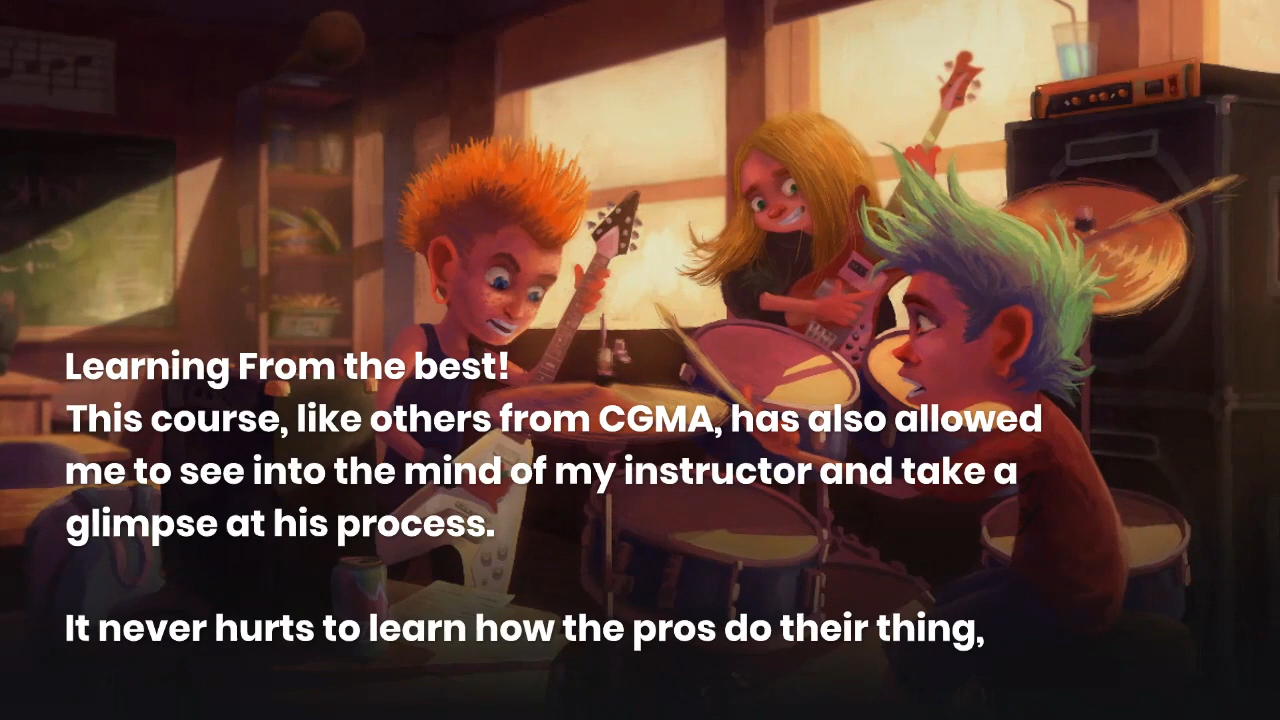 Learning From the best!
This course, like others from CGMA, has also allowed
me to see into the mind of my instructor and take a
glimpse at his process.
It never hurts to learn how the pros do their thing,